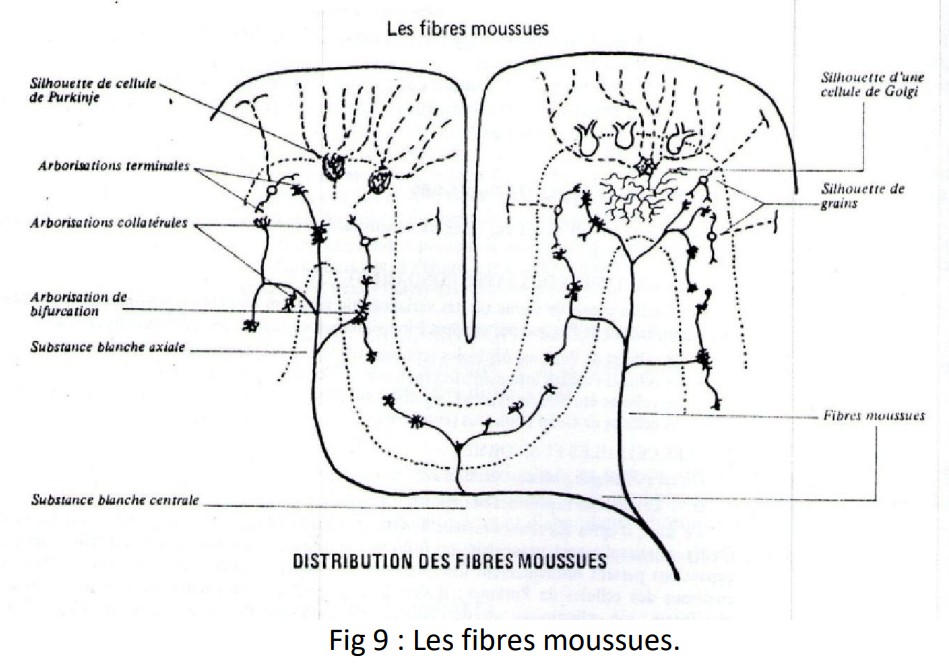 Les fibres moussues
Silhouette de cellule
de Purkinje
Silhouette d'une
cellule de Golgi
Arborisations terminales
Silhouette de
grains
Arborisations collatérales
Arborisation de
bifurcation
Substance blanche axiale
Fibres moussues
Substance blanche centrale
DISTRIBUTION DES FIBRES MOUSSUES
Fig 9 : Les fibres moussues.